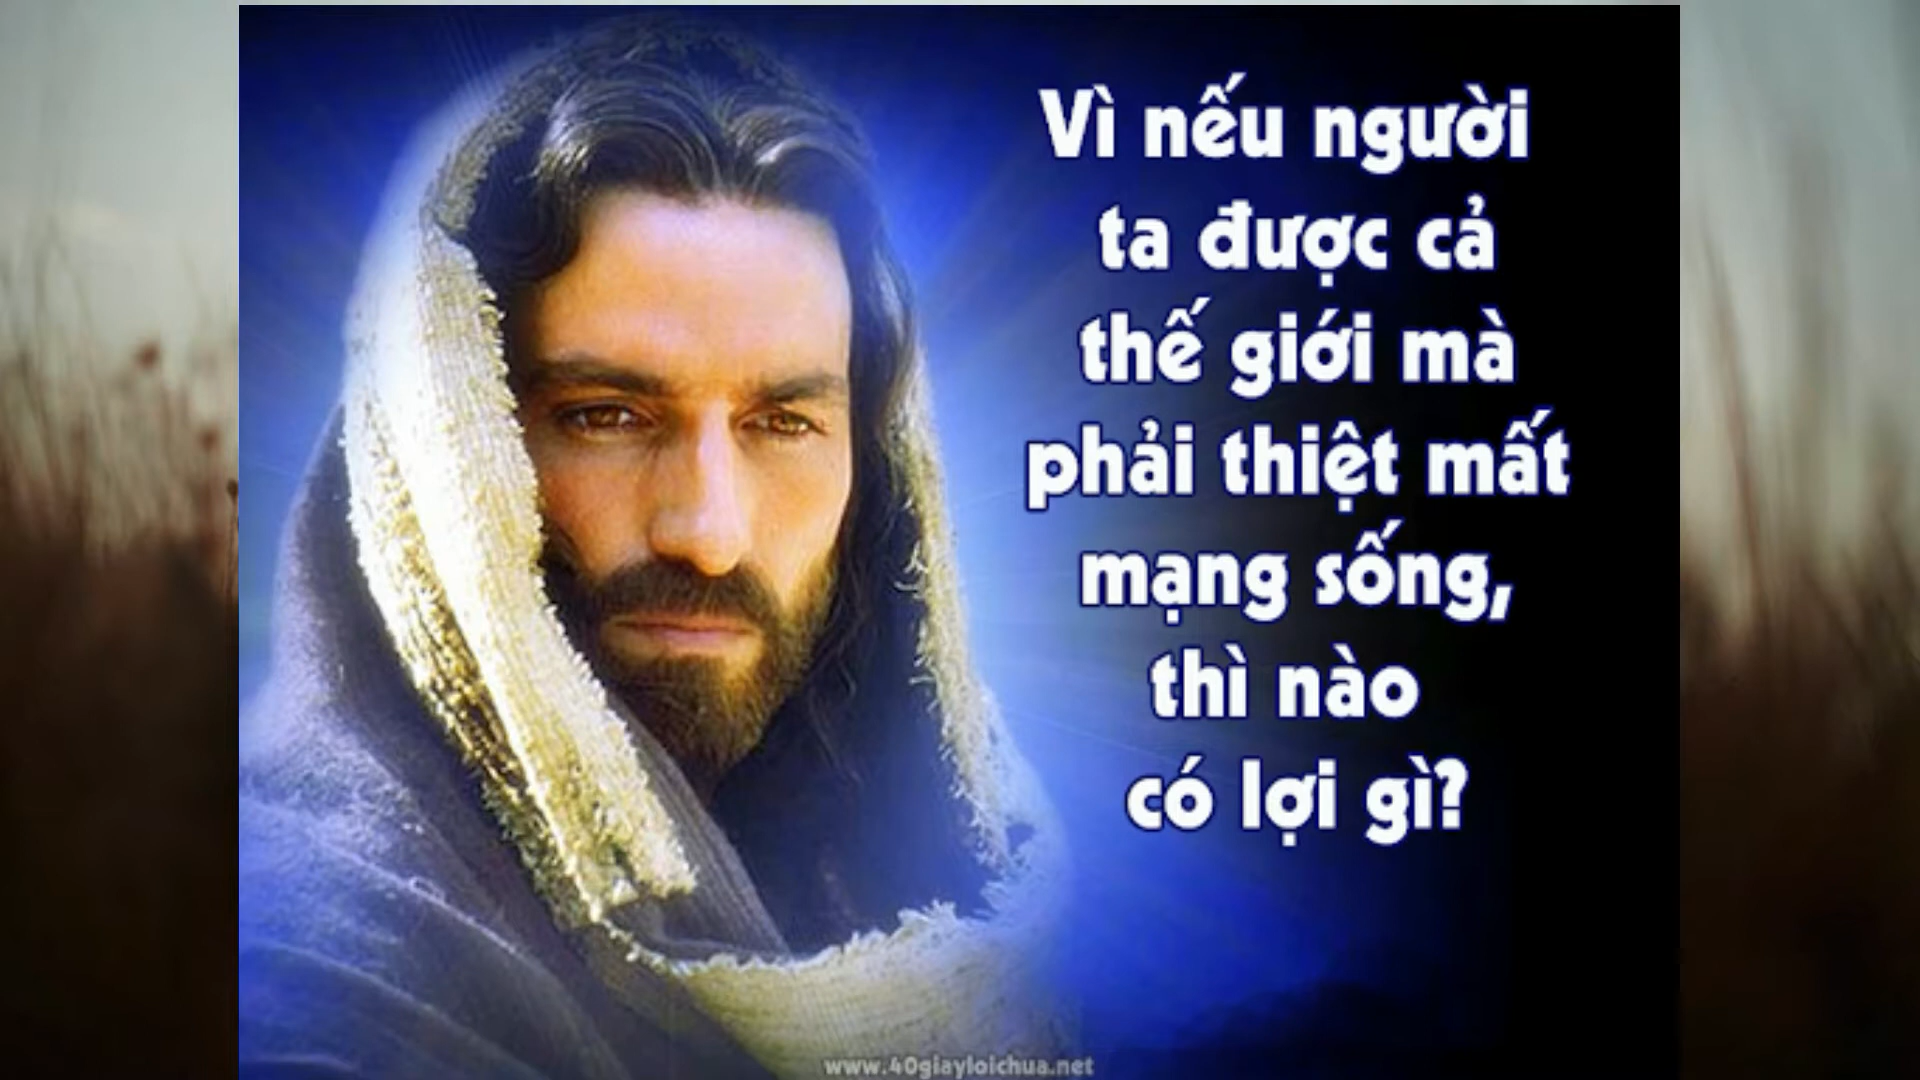 Vì nếu người
ta được cả
thế giới mà
phải thiệt mất
mạng sống,
thì nào
có lợi gì?
www.40giayloichua.net